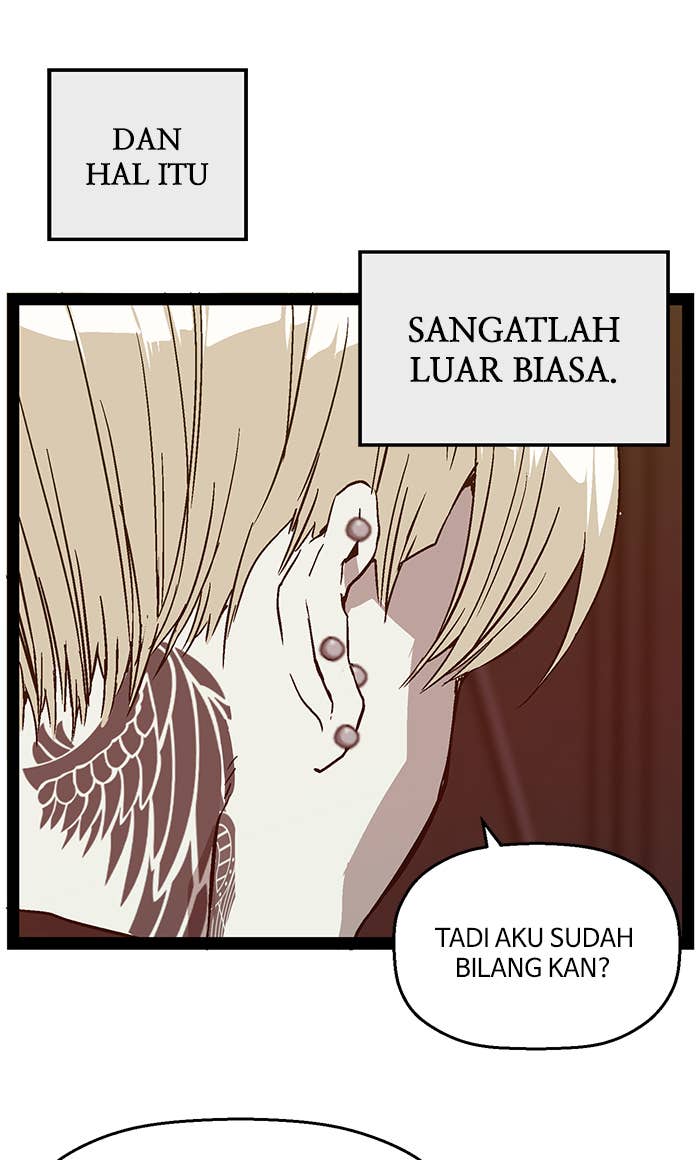 DAN
HAL ITU
SANGATLAH
LUAR BIASA.
TADI AKU SUDAH
BILANG KAN?